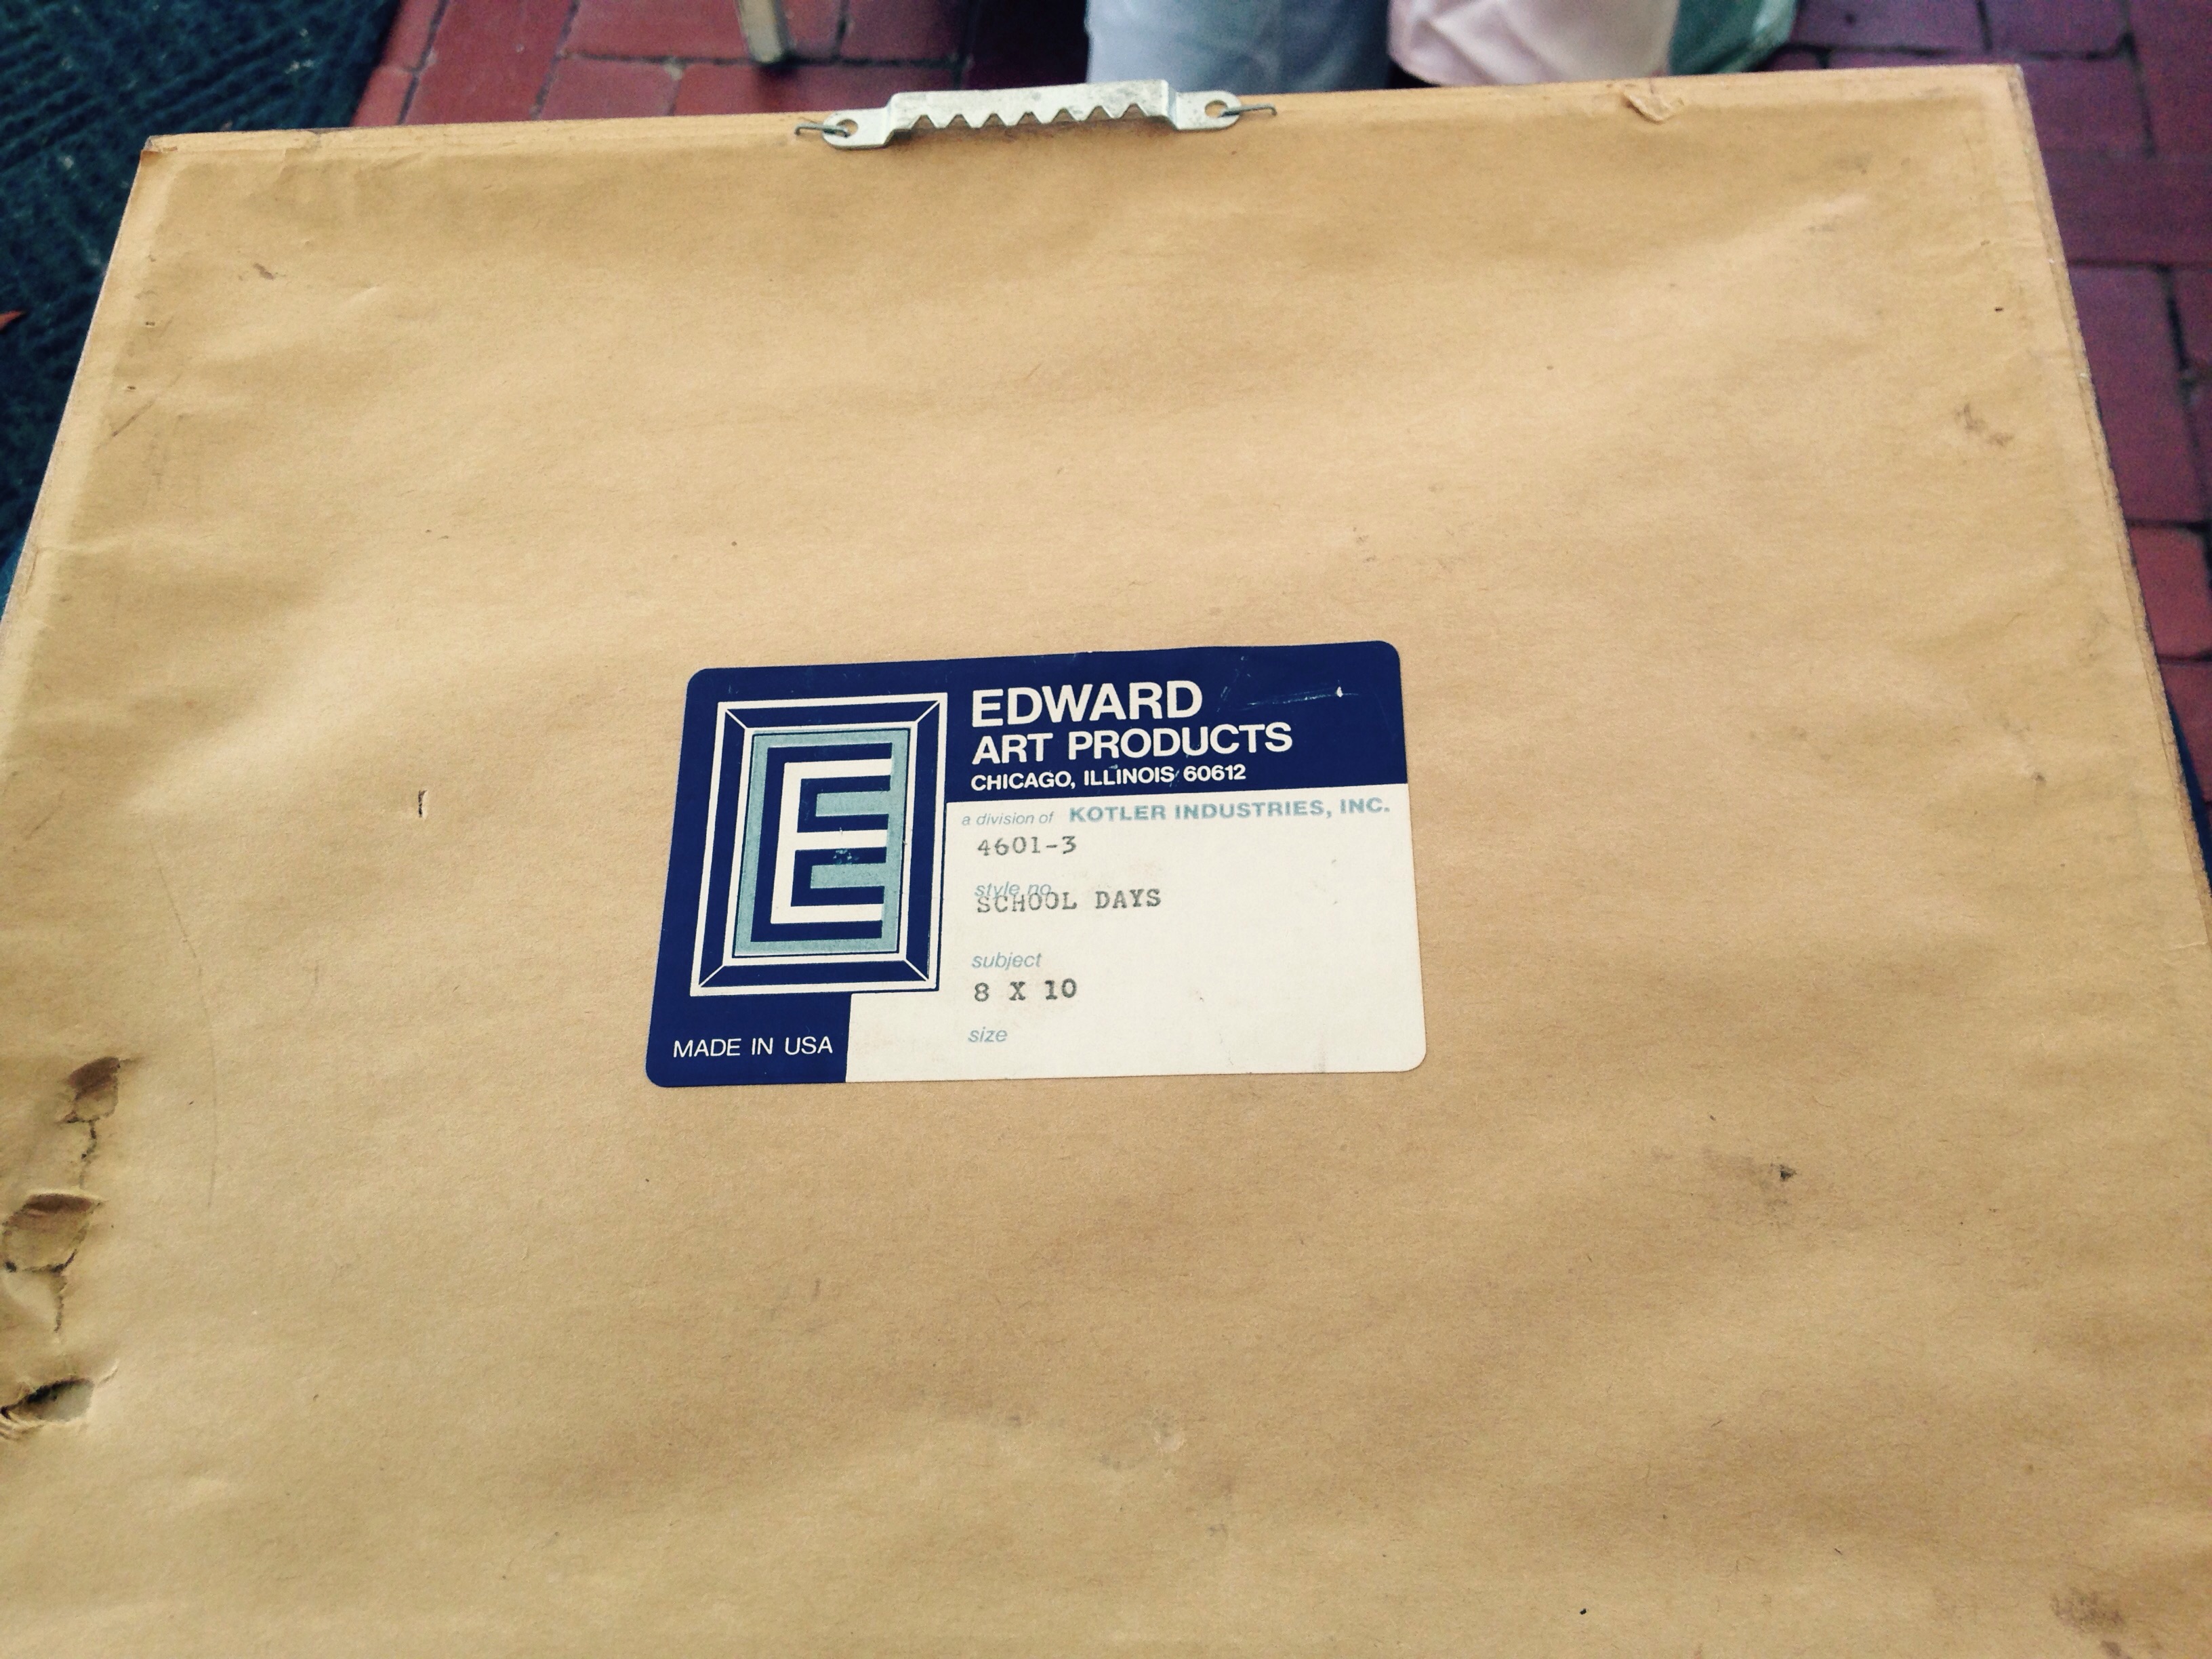 E
EDWARD
ART PRODUCTS
CHICAGO, ILLINOIS 60612
a division of KOTLER INDUSTRIES, INC.
4601-3
style no.
SCHOOL DAYS
subject
8 X 10
size
MADE IN USA